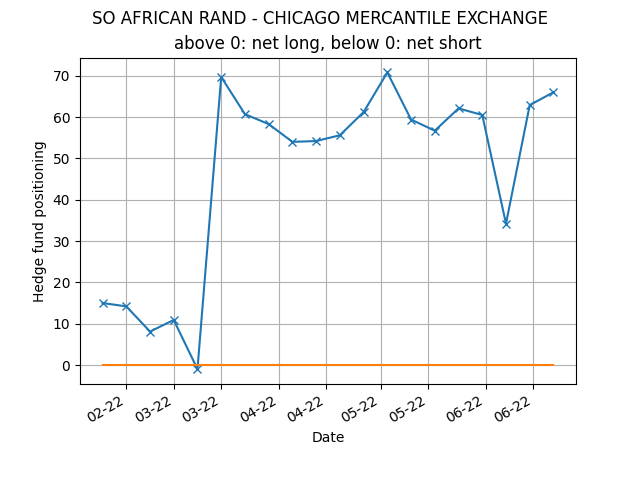 SO AFRICAN RAND - CHICAGO MERCANTILE EXCHANGE
above 0: net long, below 0: net short
Hedge fund positioning
70
60
50
40
30
20
10
0
02-22 03-22 03-22 04-22 04-22 05-22 05-22 06-22 06-22
Date